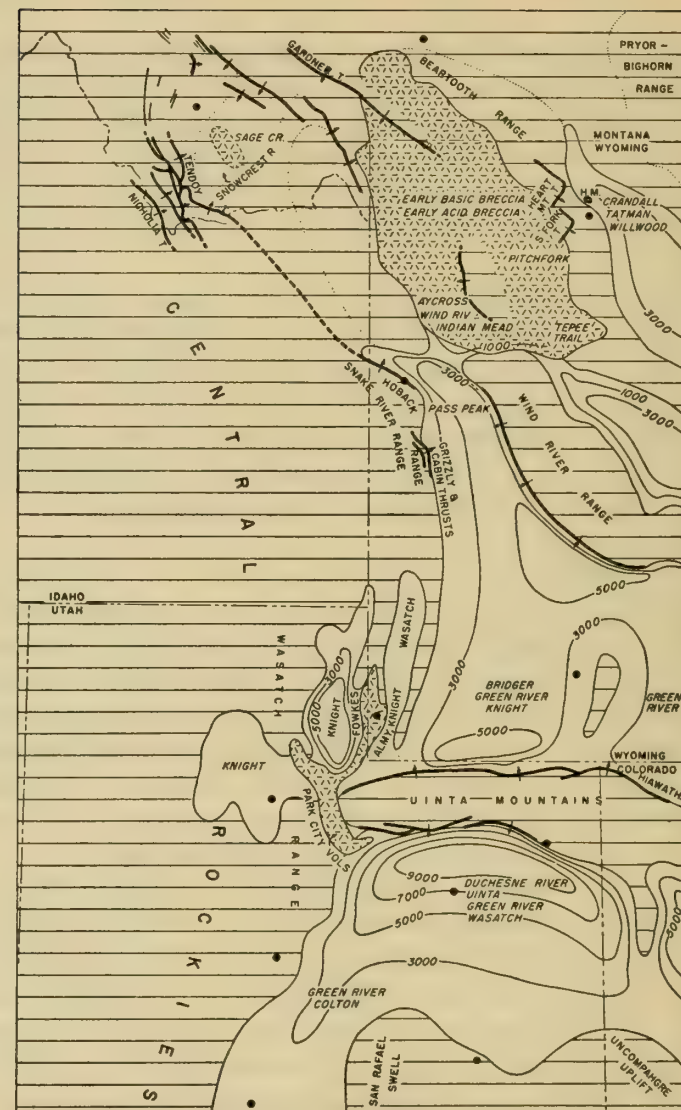 PRYOR –
BIGHORN
RANGE
GARDNER T.
BEARTOOTH
RANGE
MONTANA
WYOMING
SAGE CR.
SNOWCREST R
TENDOY
NICHOLIA T
EARLY BASIC BRECCIA
EARLY ACID BRECCIA
HEART
MT T.
S. FORK T
H.M.
CRANDALL
TATMAN
WILLWOOD
PITCHFORK
3000
AYCROSS
WIND RIV
INDIAN MEAD
TEPEE
TRAIL
1000
3000
HOBACK
RANGE
SNAKE RIVER RANGE
PASS PEAK
1000
3000
WIND
RIVER
RANGE
GRIZZLY &
CABIN THRUSTS
5000
CENTRAL
ROCKIES
IDAHO
UTAH
WASATCH
RANGE
WASATCH
3000
3000
5000
KNIGHT
FOWKES
ALMY KNIGHT
3000
BRIDGER
GREEN RIVER
KNIGHT
5000
GREEN
RIVER
KNIGHT
WYOMING
COLORADO
HIAWATH
UINTA MOUNTAINS
PARK CITY VOLS
9000
7000
5000
DUCHESNE RIVER
UINTA
GREEN RIVER
WASATCH
5000
3000
GREEN RIVER
COLTON
SAN RAFAEL
SWELL
UNCOMPAHGRE
UPLIFT